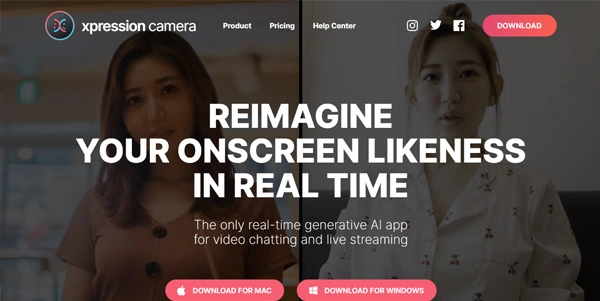 xpression camera
Product
Pricing
Help Center
DOWNLOAD
REIMAGINE
YOUR ONSCREEN LIKENESS
IN REAL TIME
The only real-time generative AI app
for video chatting and live streaming
DOWNLOAD FOR MAC
DOWNLOAD FOR WINDOWS